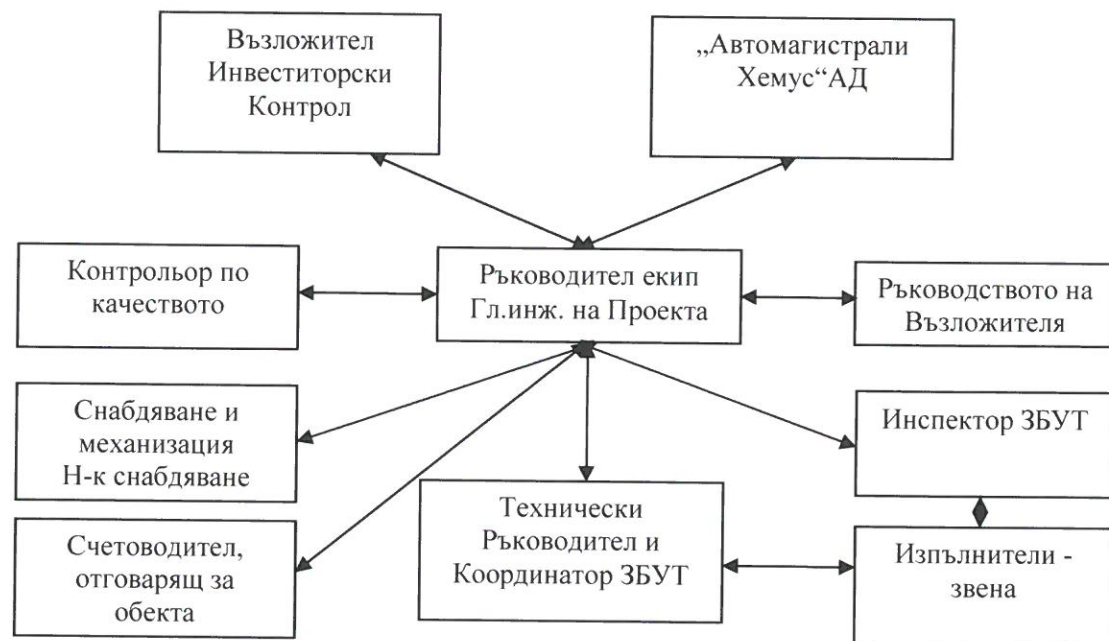 Възложител
Инвеститорски
Контрол
„Автомагистрали
Хемус“АД
Контрольор по
качеството
Ръководител екип
Гл.инж. на Проекта
Ръководството на
Възложителя
Снабдяване и
механизация
Н-к снабдяване
Инспектор ЗБУТ
Счетоводител,
отговарящ за
обекта
Технически
Ръководител и
Координатор ЗБУТ
Изпълнители -
звена